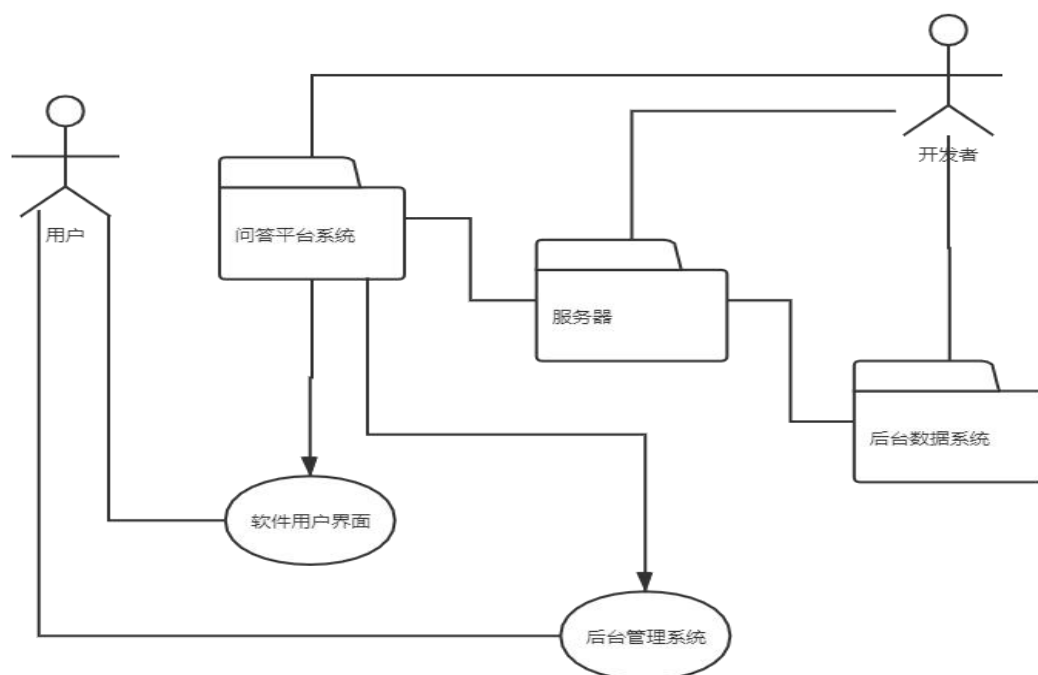 开发者
用户
问答平台系统
服务器
后台数据系统
软件用户界面
后台管理系统